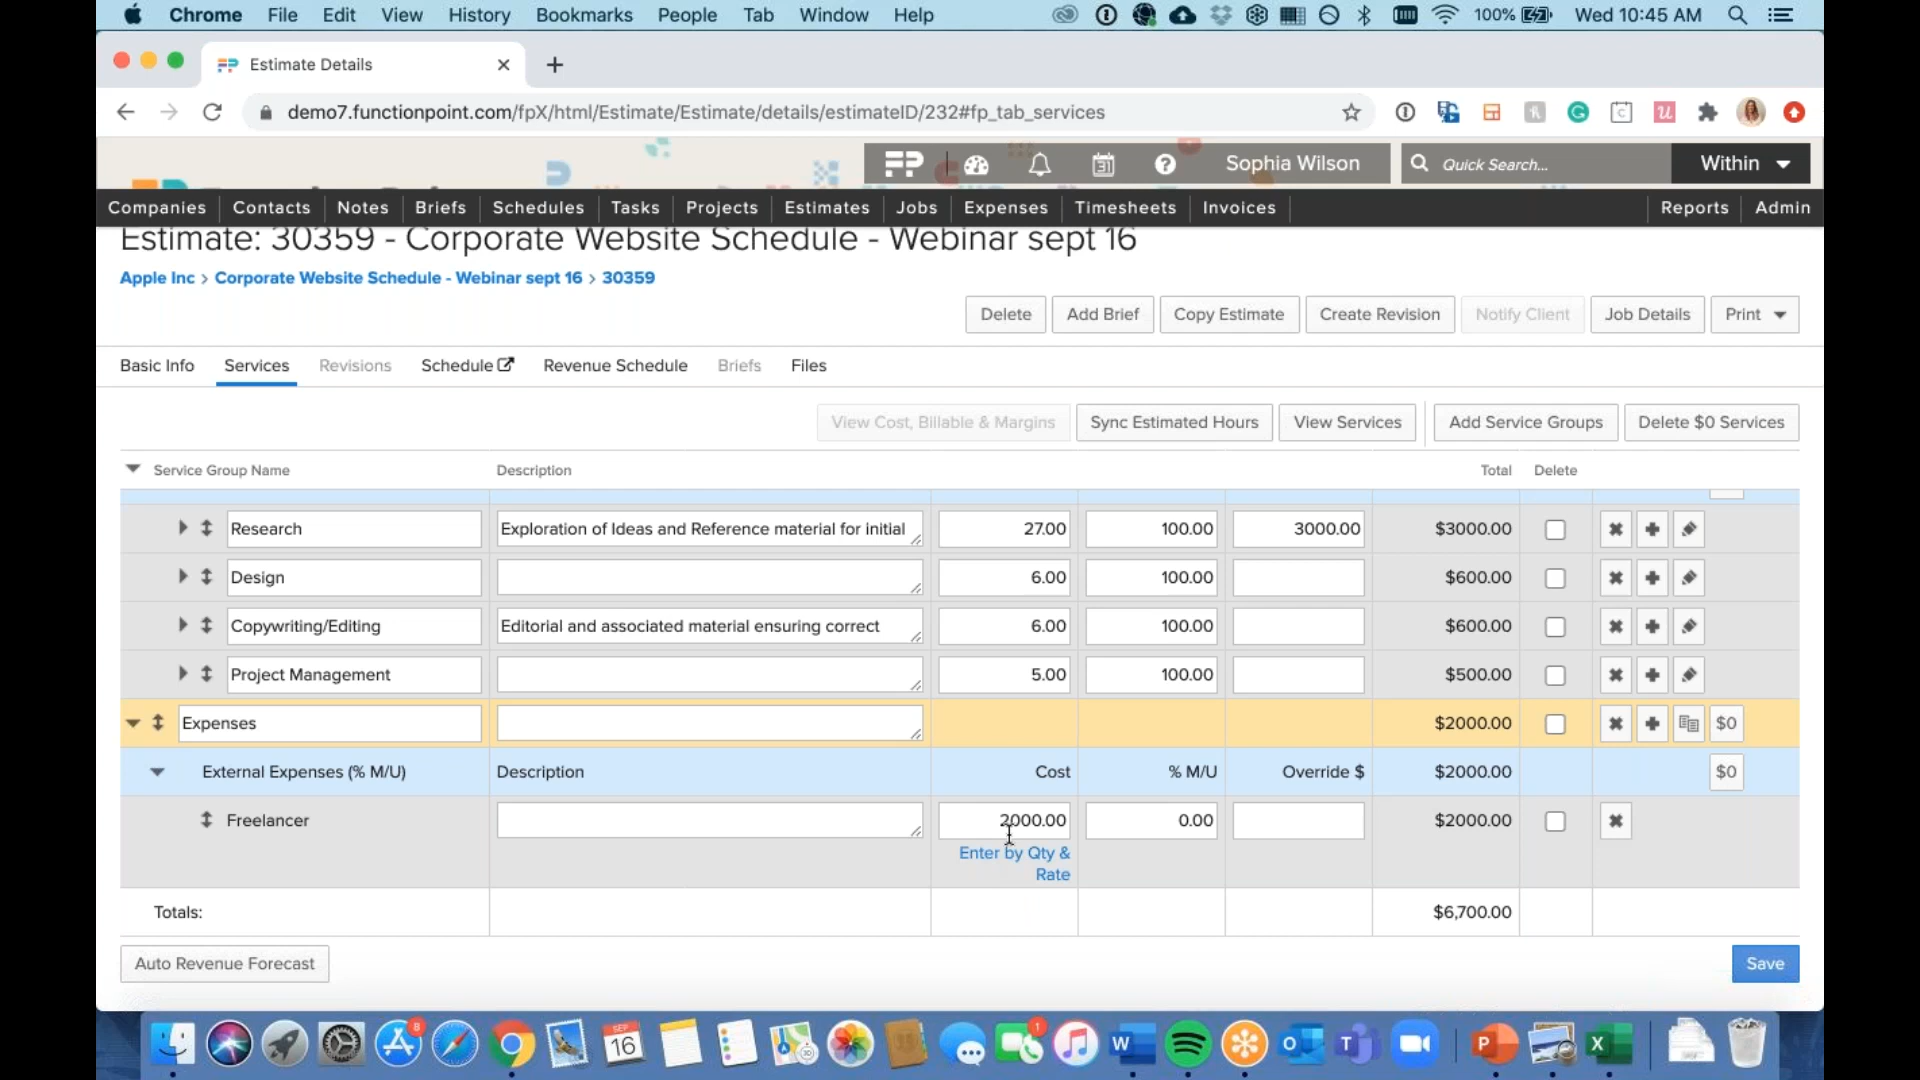 Chrome File Edit View History Bookmarks People Tab Window Help 100% Wed 10:45 AM
Estimate Details
demo7.functionpoint.com/fpX/html/Estimate/Estimate/details/estimateID/232#fp_tab_services
FP 31 Sophia Wilson Quick Search... Within
Companies Contacts Notes Briefs Schedules Tasks Projects Estimates Jobs Expenses Timesheets Invoices Reports Admin
Estimate: 30359 - Corporate Website Schedule - Webinar sept 16
Apple Inc > Corporate Website Schedule - Webinar sept 16 > 30359
Delete Add Brief Copy Estimate Create Revision Notify Client Job Details Print
Basic Info Services Revisions Schedule Revenue Schedule Briefs Files
View Cost, Billable & Margins Sync Estimated Hours View Services Add Service Groups Delete $0 Services
Service Group Name Description Total Delete
Research Exploration of Ideas and Reference material for initial 27.00 100.00 3000.00 $3000.00
Design 6.00 100.00 $600.00
Copywriting/Editing Editorial and associated material ensuring correct 6.00 100.00 $600.00
Project Management 5.00 100.00 $500.00
Expenses $2000.00 $0
External Expenses (% M/U) Description Cost % M/U Override $ $2000.00 $0
Freelancer 2000.00 0.00 $2000.00
Enter by Qty &
Rate
Totals: $6,700.00
Auto Revenue Forecast Save
8 SEP 16 1 W O T P X